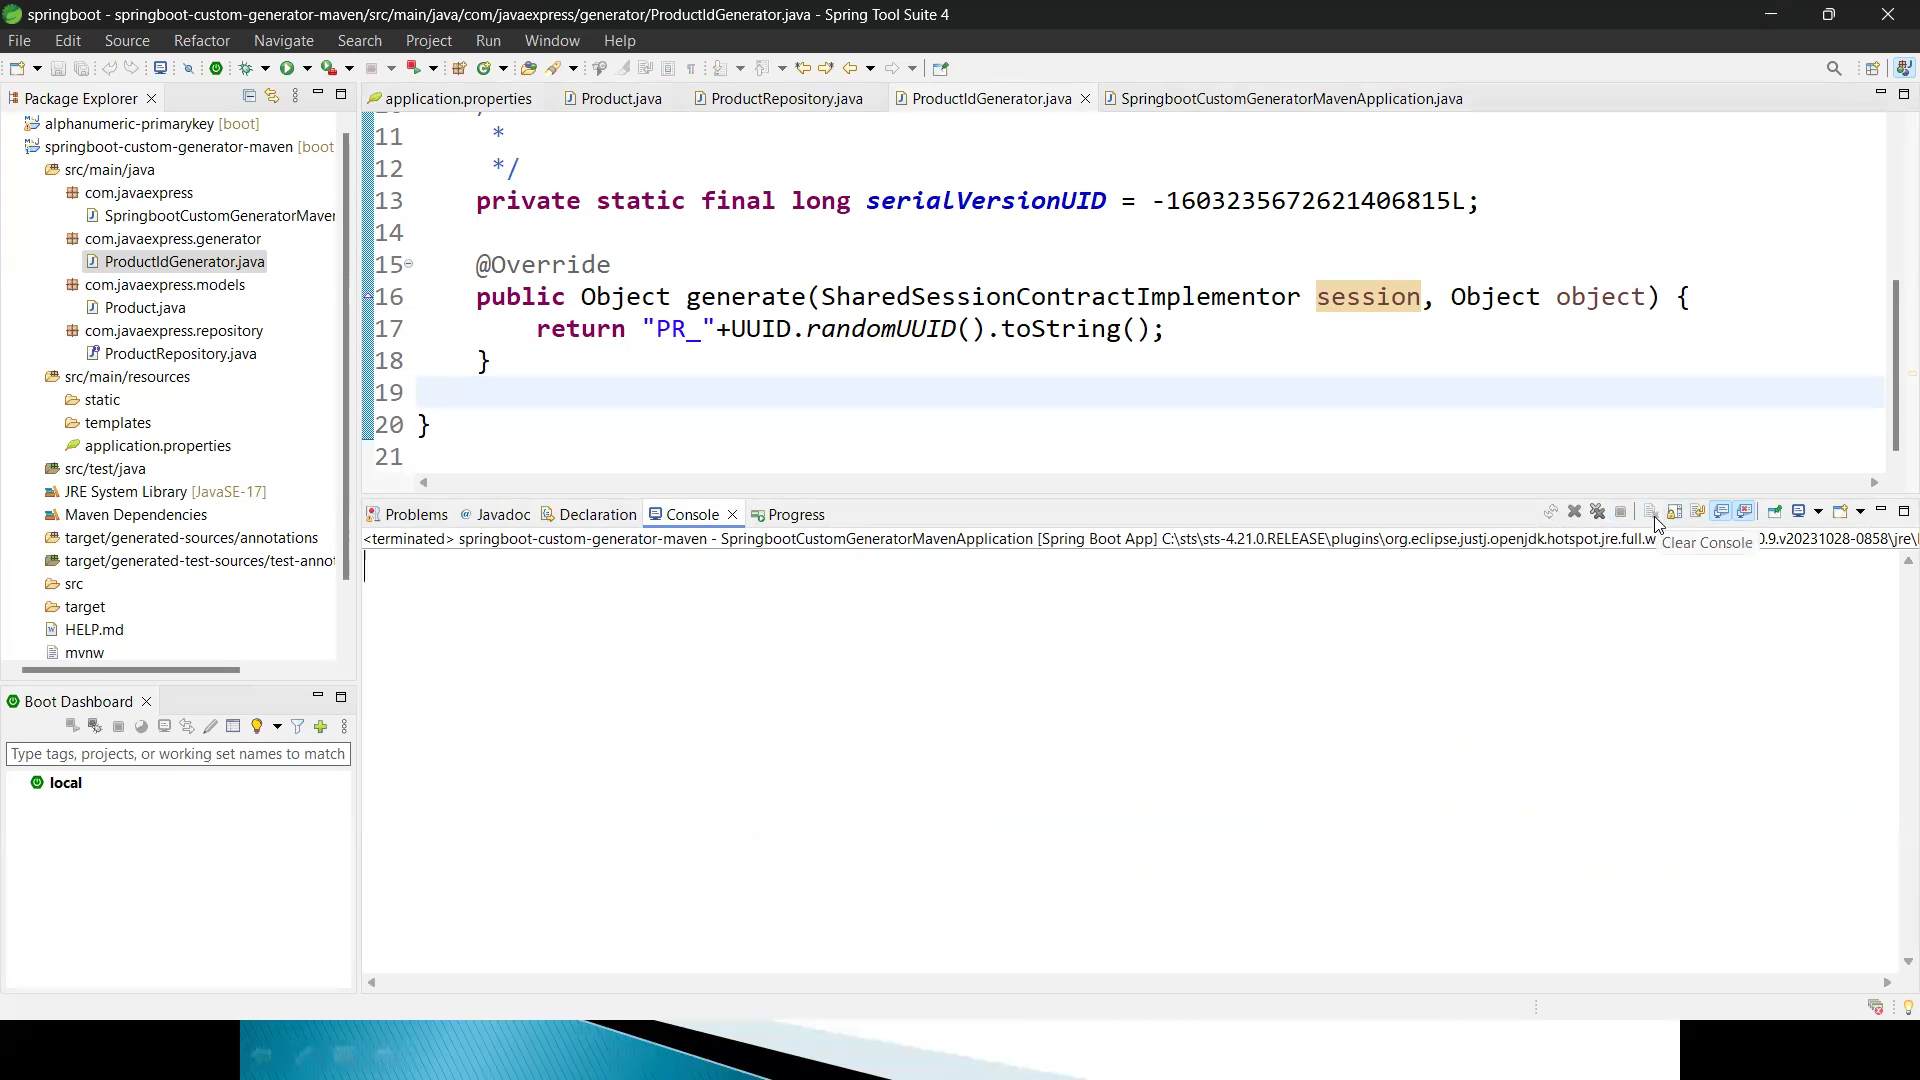 springboot - springboot-custom-generator-maven/src/main/java/com/javaexpress/generator/ProductIdGenerator.java - Spring Tool Suite 4
File Edit Source Refactor Navigate Search Project Run Window Help
Package Explorer
alphanumeric-primarykey [boot]
springboot-custom-generator-maven [boot
src/main/java
com.javaexpress
SpringbootCustomGeneratorMaven
com.javaexpress.generator
ProductIdGenerator.java
com.javaexpress.models
Product.java
com.javaexpress.repository
ProductRepository.java
src/main/resources
static
templates
application.properties
src/test/java
JRE System Library [JavaSE-17]
Maven Dependencies
target/generated-sources/annotations
target/generated-test-sources/test-annot
src
target
HELP.md
mvnw
application.properties Product.java ProductRepository.java ProductIdGenerator.java SpringbootCustomGeneratorMavenApplication.java
11 *
12 */
13 private static final long serialVersionUID = -1603235672621406815L;
14
15 @Override
16 public Object generate(SharedSessionContractImplementor session, Object object) {
17 return "PR_"+UUID.randomUUID().toString();
18 }
19
20 }
21
Problems Javadoc Declaration Console Progress
<terminated> springboot-custom-generator-maven - SpringbootCustomGeneratorMavenApplication [Spring Boot App] C:\sts\sts-4.21.0.RELEASE\plugins\org.eclipse.justj.openjdk.hotspot.jre.full.w 0.9.v20231028-0858\jre\
Clear Console
Boot Dashboard
Type tags, projects, or working set names to match
local